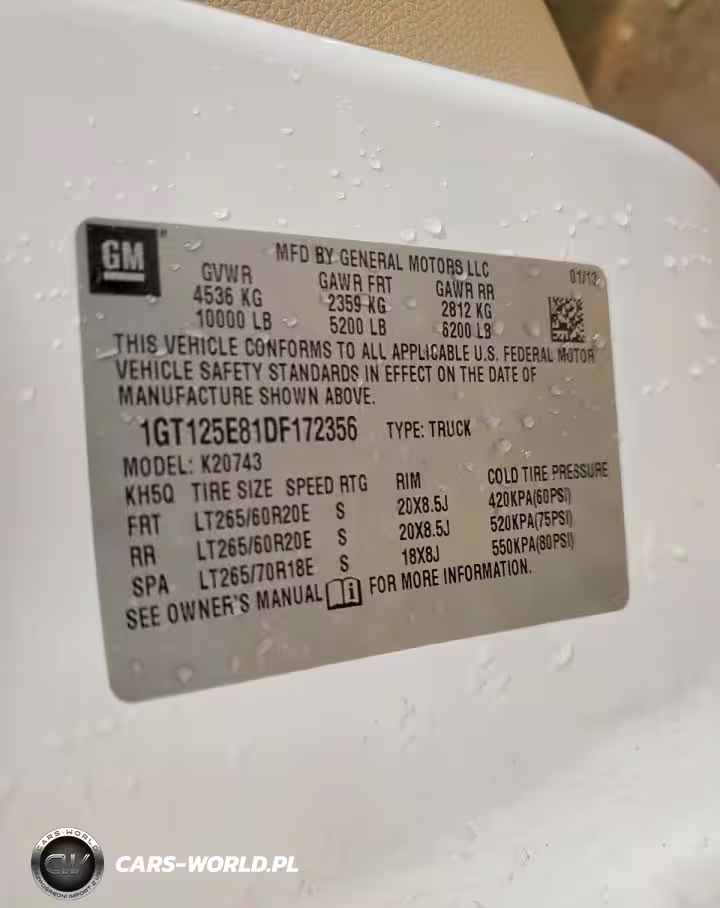 GM
MFD BY GENERAL MOTORS LLC
01/13
GVWR GAWR FRT GAWR RR
4536 KG 2359 KG 2812 KG
10000 LB 5200 LB 6200 LB
THIS VEHICLE CONFORMS TO ALL APPLICABLE U.S. FEDERAL MOTOR
VEHICLE SAFETY STANDARDS IN EFFECT ON THE DATE OF
MANUFACTURE SHOWN ABOVE.
1GT125E81DF172356 TYPE: TRUCK
MODEL: K20743
KH5Q TIRE SIZE SPEED RTG RIM COLD TIRE PRESSURE
FRT LT265/60R20E S 20X8.5J 420KPA(60PSI)
RR LT265/60R20E S 20X8.5J 520KPA(75PSI)
SPA LT265/70R18E S 18X8J 550KPA(80PSI)
SEE OWNER'S MANUAL FOR MORE INFORMATION.
CARS-WORLD
CW
CARS-WORLD.PL